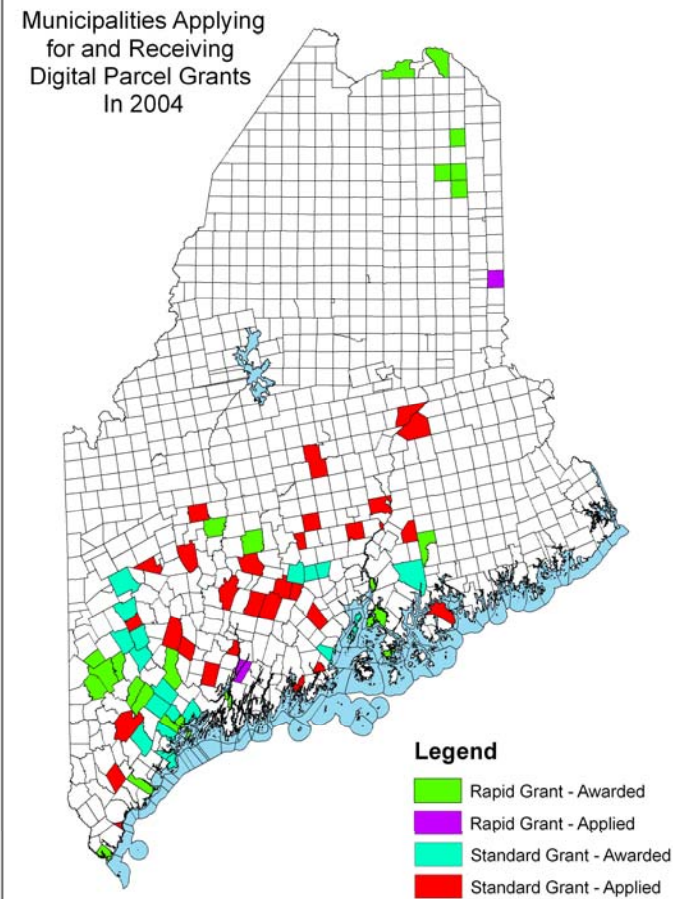 Municipalities Applying
for and Receiving
Digital Parcel Grants
In 2004
Legend
Rapid Grant - Awarded
Rapid Grant - Applied
Standard Grant - Awarded
Standard Grant - Applied